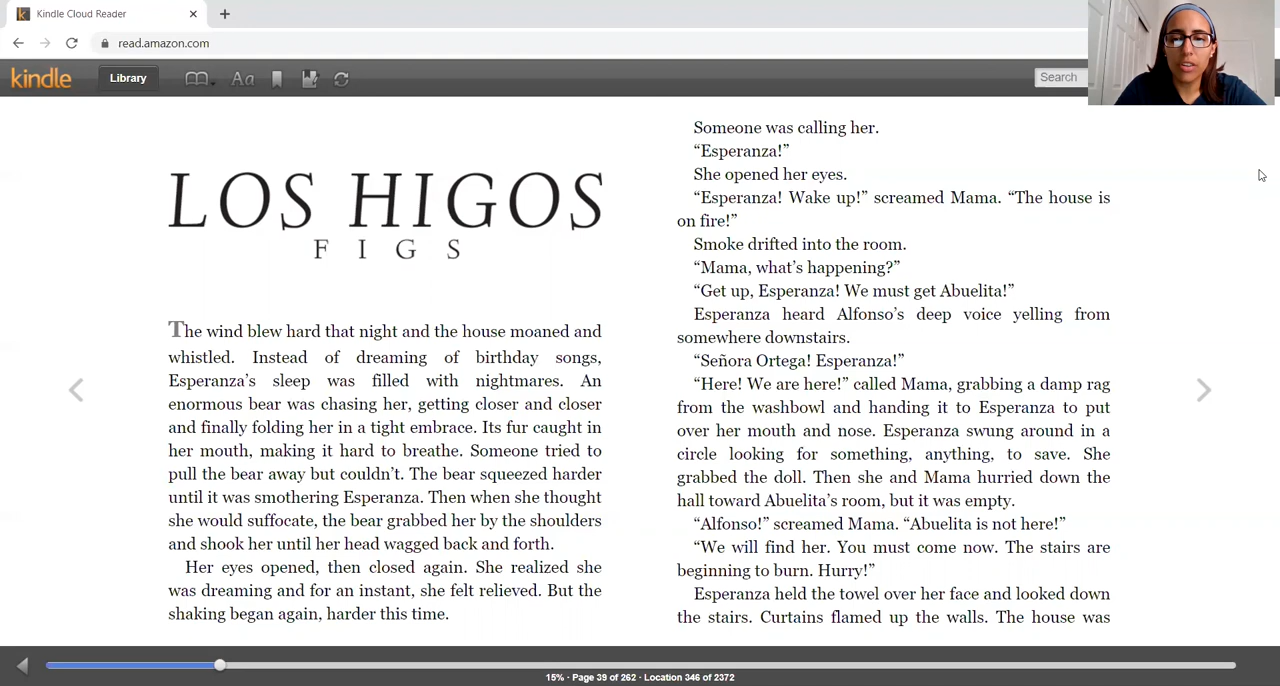 Kindle Cloud Reader
read.amazon.com
kindle
Library
Aa
Search
LOS HIGOS
FIGS
The wind blew hard that night and the house moaned and
whistled. Instead of dreaming of birthday songs,
Esperanza’s sleep was filled with nightmares. An
enormous bear was chasing her, getting closer and closer
and finally folding her in a tight embrace. Its fur caught in
her mouth, making it hard to breathe. Someone tried to
pull the bear away but couldn’t. The bear squeezed harder
until it was smothering Esperanza. Then when she thought
she would suffocate, the bear grabbed her by the shoulders
and shook her until her head wagged back and forth.
Her eyes opened, then closed again. She realized she
was dreaming and for an instant, she felt relieved. But the
shaking began again, harder this time.
Someone was calling her.
“Esperanza!”
She opened her eyes.
“Esperanza! Wake up!” screamed Mama. “The house is
on fire!”
Smoke drifted into the room.
“Mama, what’s happening?”
“Get up, Esperanza! We must get Abuelita!”
Esperanza heard Alfonso’s deep voice yelling from
somewhere downstairs.
“Señora Ortega! Esperanza!”
“Here! We are here!” called Mama, grabbing a damp rag
from the washbowl and handing it to Esperanza to put
over her mouth and nose. Esperanza swung around in a
circle looking for something, anything, to save. She
grabbed the doll. Then she and Mama hurried down the
hall toward Abuelita’s room, but it was empty.
“Alfonso!” screamed Mama. “Abuelita is not here!”
“We will find her. You must come now. The stairs are
beginning to burn. Hurry!”
Esperanza held the towel over her face and looked down
the stairs. Curtains flamed up the walls. The house was
15% · Page 39 of 262 · Location 346 of 2372